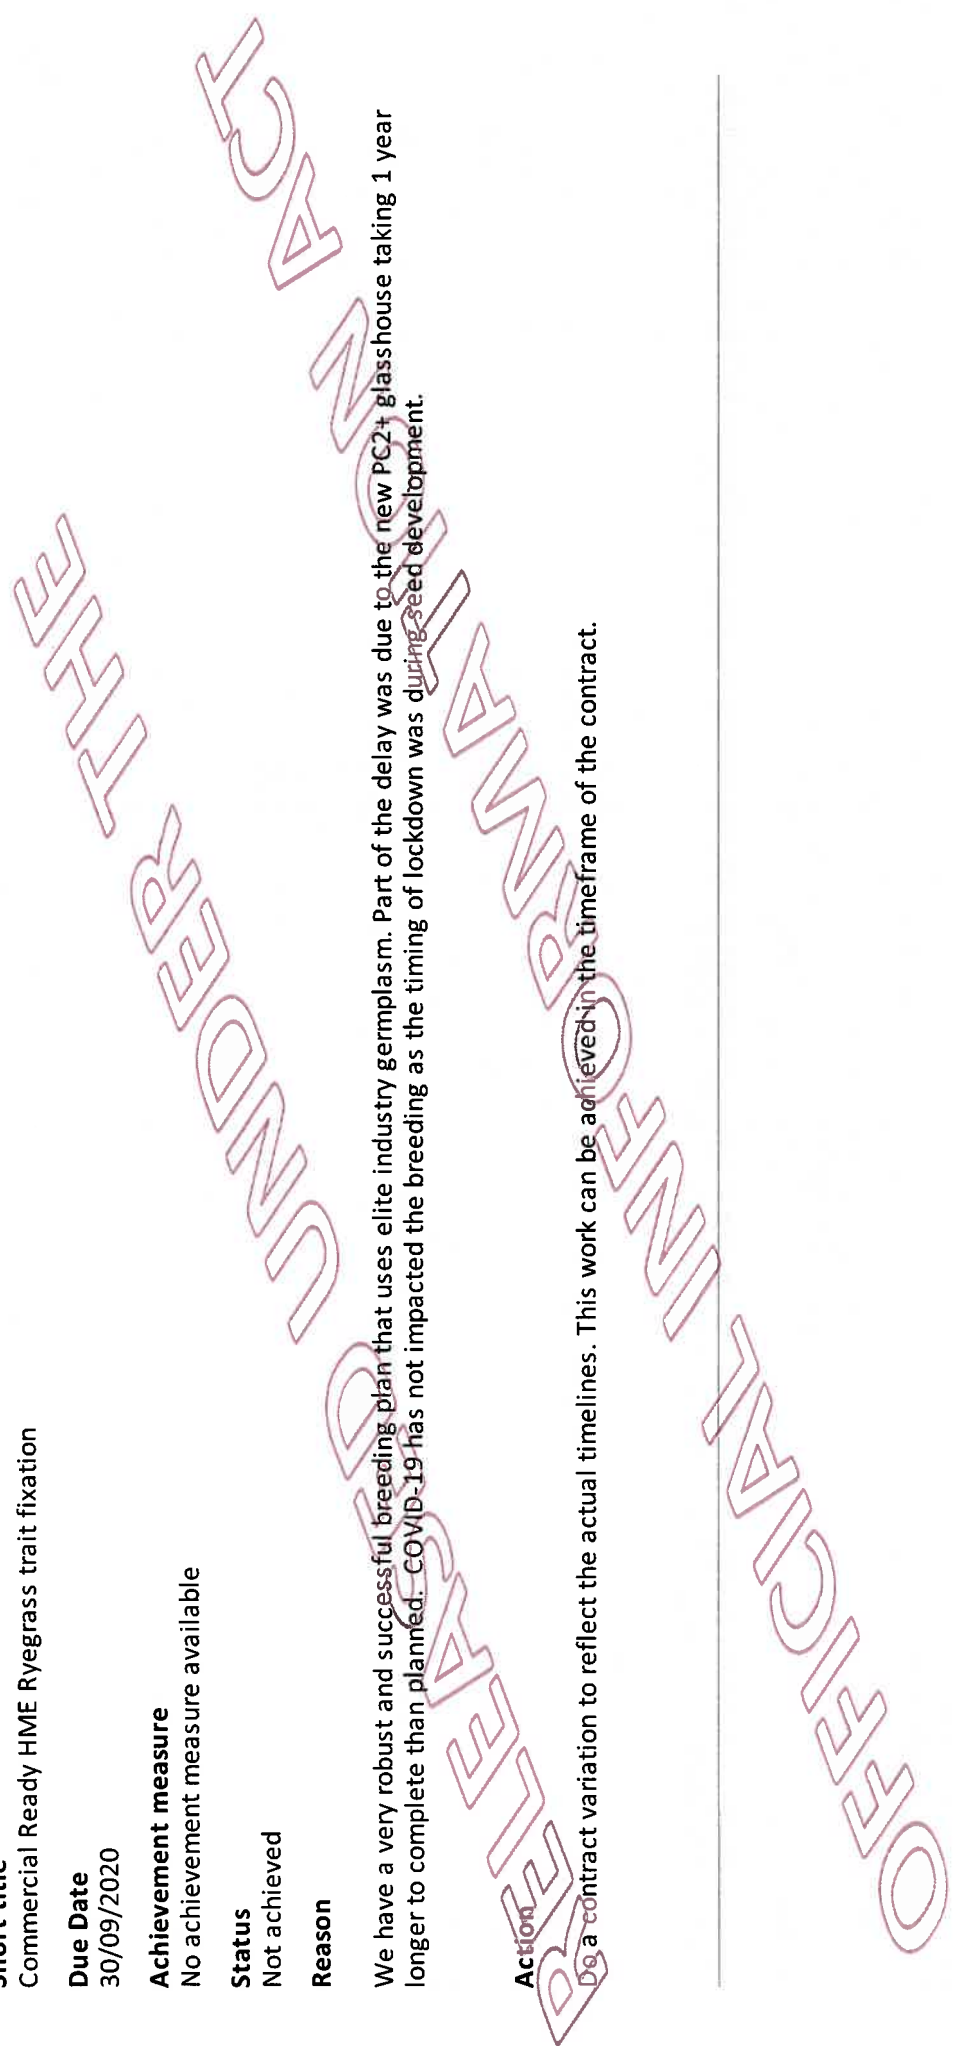 Short title
Commercial Ready HME Ryegrass trait fixation
Due Date
30/09/2020
Achievement measure
No achievement measure available
Status
Not achieved
Reason
We have a very robust and successful breeding plan that uses elite industry germplasm. Part of the delay was due to the new PC2+ glasshouse taking 1 year
longer to complete than planned. COVID-19 has not impacted the breeding as the timing of lockdown was during seed development.
Action
Do a contract variation to reflect the actual timelines. This work can be achieved in the timeframe of the contract.
RELEASED UNDER THE
OFFICIAL INFORMATION ACT